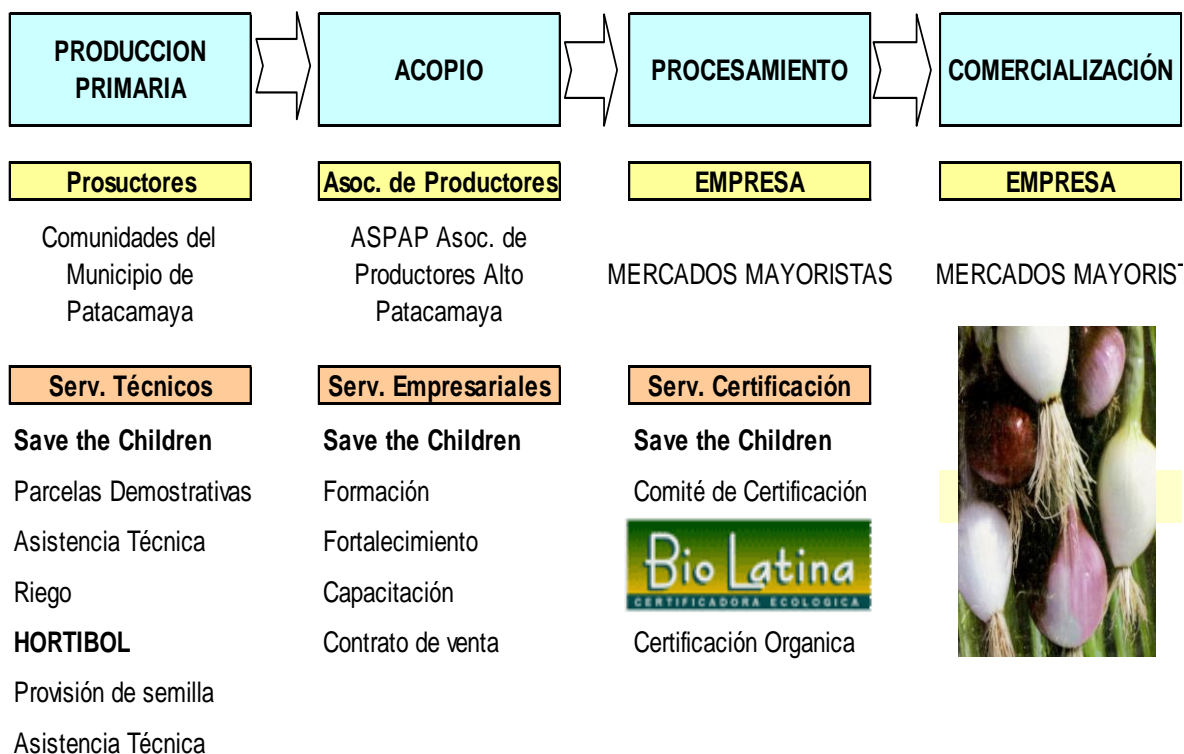 PRODUCCION
PRIMARIA
ACOPIO
PROCESAMIENTO
COMERCIALIZACIÓN
Prosuctores
Asoc. de Productores
EMPRESA
EMPRESA
Comunidades del
Municipio de
Patacamaya
ASPAP Asoc. de
Productores Alto
Patacamaya
MERCADOS MAYORISTAS
MERCADOS MAYORIST
Serv. Técnicos
Serv. Empresariales
Serv. Certificación
Save the Children
Parcelas Demostrativas
Asistencia Técnica
Riego
HORTIBOL
Provisión de semilla
Asistencia Técnica
Save the Children
Formación
Fortalecimiento
Capacitación
Contrato de venta
Save the Children
Comité de Certificación
Bio Latina
CERTIFICADORA ECOLOGICA
Certificación Organica